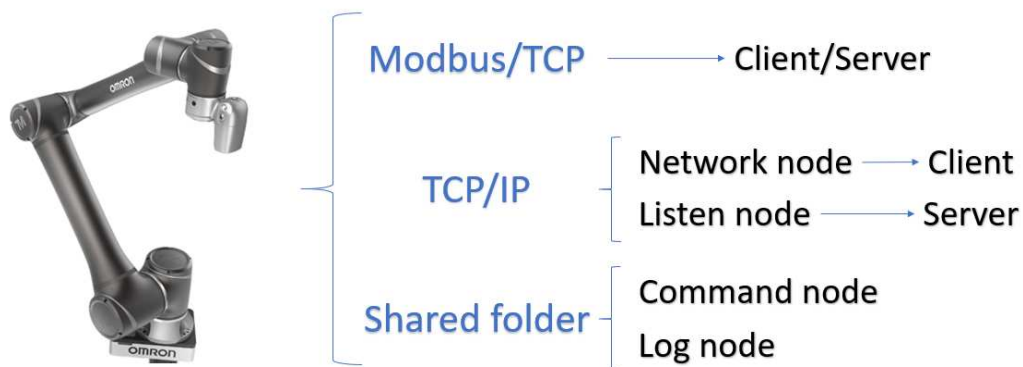 Modbus/TCP
Client/Server
OMRON
Network node
Client
TCP/IP
Listen node
Server
Command node
Shared folder
Log node
OMRON